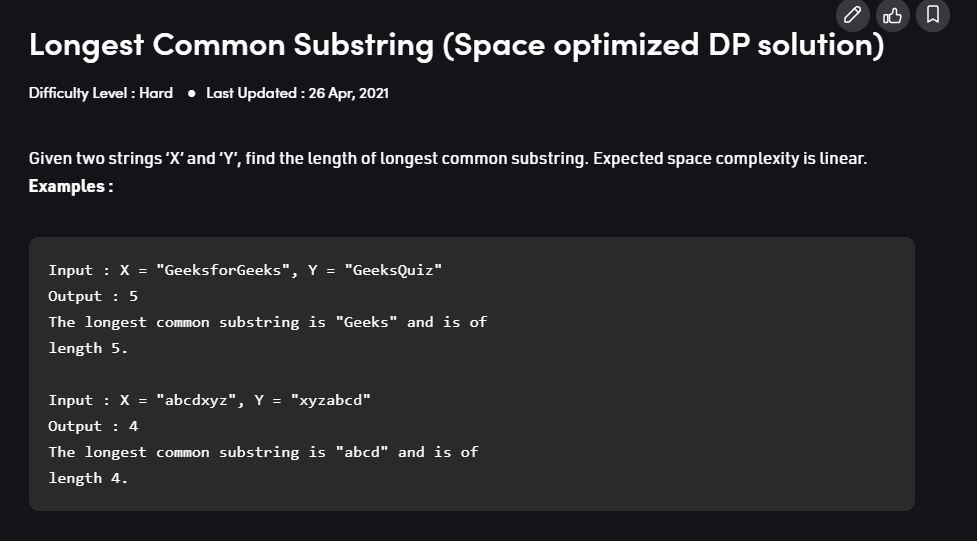 Longest Common Substring (Space optimized DP solution)
Difficulty Level : Hard ● Last Updated : 26 Apr, 2021
Given two strings ‘X’ and ‘Y’, find the length of longest common substring. Expected space complexity is linear.
Examples :
Input : X = "GeeksforGeeks", Y = "GeeksQuiz"
Output : 5
The longest common substring is "Geeks" and is of
length 5.
Input : X = "abcdxyz", Y = "xyzabcd"
Output : 4
The longest common substring is "abcd" and is of
length 4.